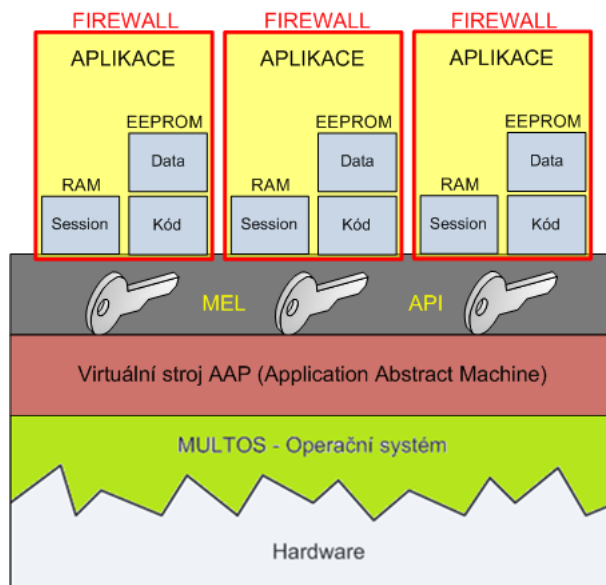 FIREWALL FIREWALL FIREWALL
APLIKACE APLIKACE APLIKACE
EEPROM EEPROM EEPROM
Data Data Data
RAM RAM RAM
Session Kód Session Kód Session Kód
MEL API
Virtuální stroj AAP (Application Abstract Machine)
MULTOS - Operační systém
Hardware